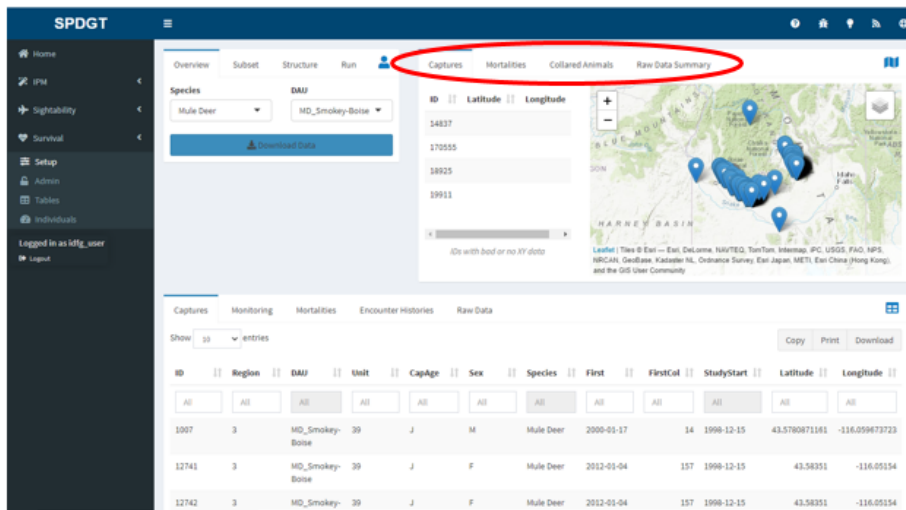 SPDGT
Home
IPM
Sightability
Survival
Setup
Admin
Tables
Individuals
Logged in as idfg_user
Logout
Overview Subset Structure Run
Species DAU
Mule Deer MD_Smokey-Boise
Download Data
Captures Mortalities Collared Animals Raw Data Summary
ID Latitude Longitude
54837
170555
18925
19911
IDs with bad or no XY data
+
−
BLUE MOUNTAINS
HARNEY BASIN
Idaho
Falls
Leaflet | Tiles © Esri — Esri, DeLorme, NAVTEQ, TomTom, Intermap, iPC, USGS, FAO, NPS,
NRCAN, GeoBase, Kadaster NL, Ordnance Survey, Esri Japan, METI, Esri China (Hong Kong),
and the GIS User Community
Captures Monitoring Mortalities Encounter Histories Raw Data
Show 10 entries
Copy Print Download
ID Region DAU Unit CapAge Sex Species First FirstCol StudyStart Latitude Longitude
All All All All All All All All All All All All
1007 3 MD_Smokey- 39 J M Mule Deer 2000-01-17 14 1998-12-15 43.5780871161 -116.059673723
Boise
12741 3 MD_Smokey- 39 J F Mule Deer 2012-01-04 157 1998-12-15 43.58351 -116.05154
Boise
12742 3 MD_Smokey- 39 J F Mule Deer 2012-01-04 157 1998-12-15 43.58351 -116.05154